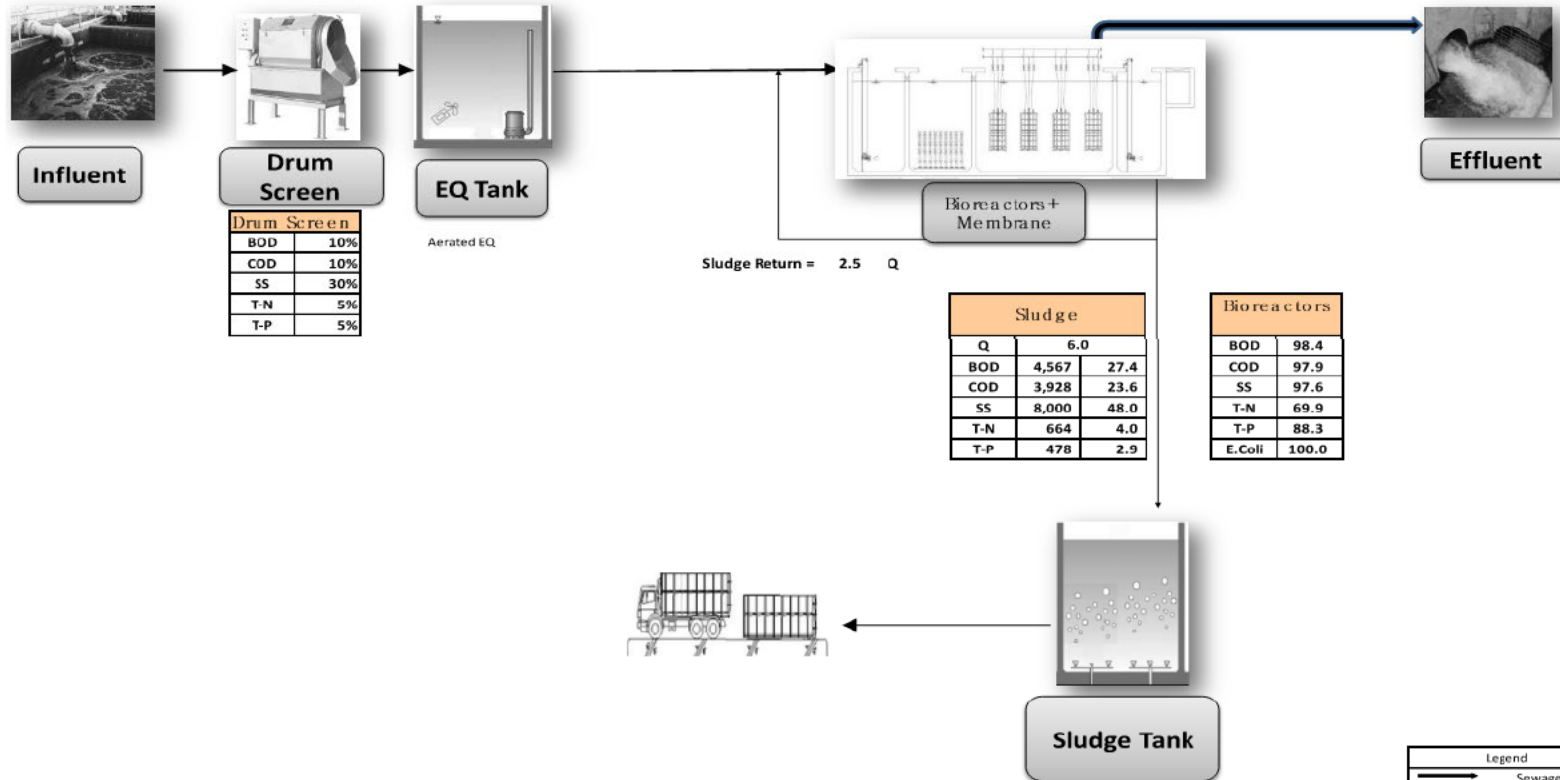 Influent
Drum
Screen
EQ Tank
Effluent
Bioreactors+
Membrane
Drum Screen
BOD 10%
COD 10%
SS 30%
T-N 5%
T-P 5%
Aerated EQ
Sludge Return = 2.5 Q
Sludge
Q 6.0
BOD 4,567 27.4
COD 3,928 23.6
SS 8,000 48.0
T-N 664 4.0
T-P 478 2.9
Bioreactors
BOD 98.4
COD 97.9
SS 97.6
T-N 69.9
T-P 88.3
E.Coli 100.0
Sludge Tank
Legend
Sewage